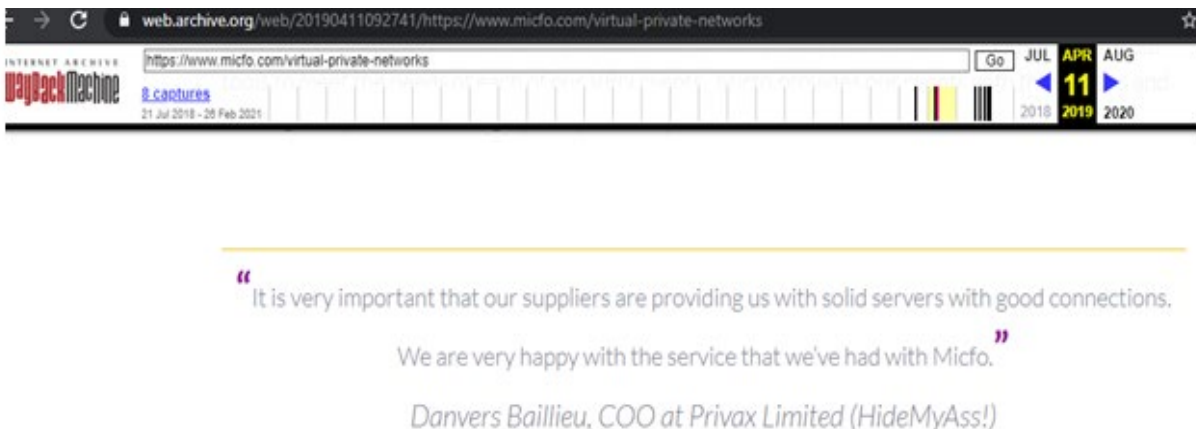 web.archive.org/web/20190411092741/https://www.micfo.com/virtual-private-networks
INTERNET ARCHIVE
WayBackMachine
https://www.micfo.com/virtual-private-networks
Go
JUL APR AUG
8 captures
11
21 Jul 2018 - 26 Feb 2021
2018 2019 2020
“It is very important that our suppliers are providing us with solid servers with good connections.
We are very happy with the service that we've had with Micfo.”
Danvers Baillieu, COO at Privax Limited (HideMyAss!)